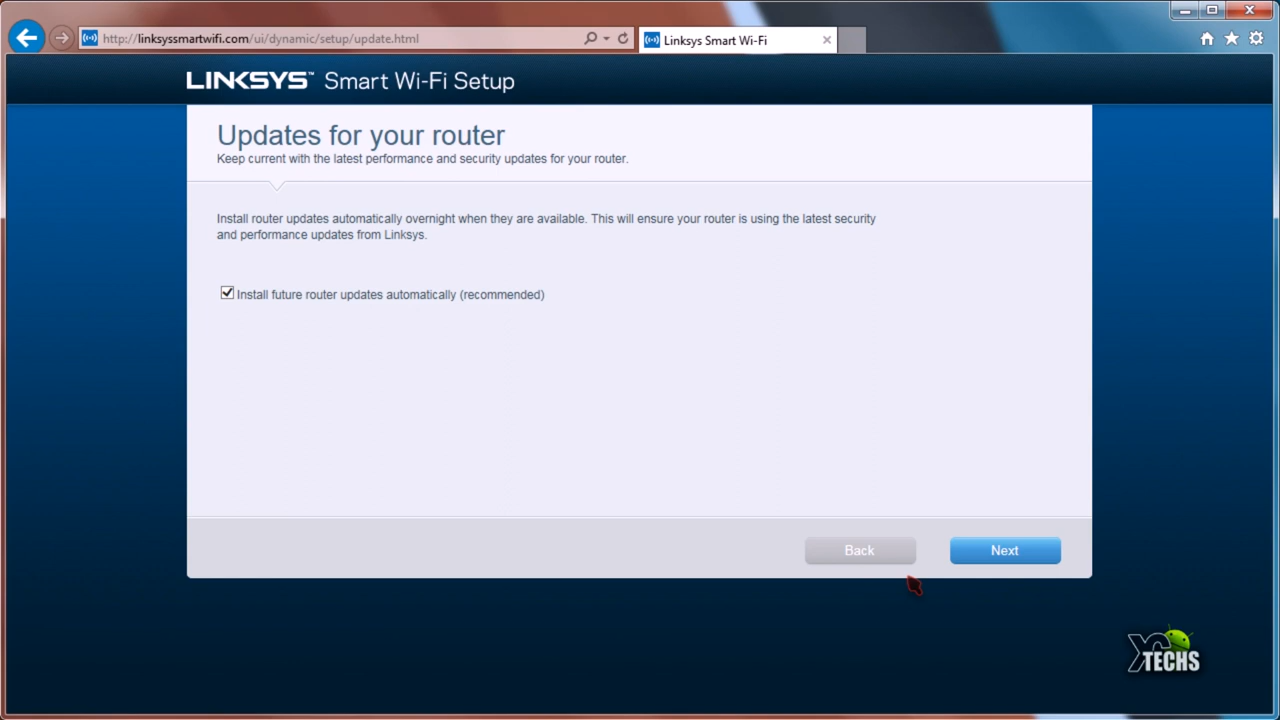 http://linksyssmartwifi.com/ui/dynamic/setup/update.html
Linksys Smart Wi-Fi
LINKSYS™ Smart Wi-Fi Setup
Updates for your router
Keep current with the latest performance and security updates for your router.
Install router updates automatically overnight when they are available. This will ensure your router is using the latest security
and performance updates from Linksys.
Install future router updates automatically (recommended)
Back
Next
TECHS